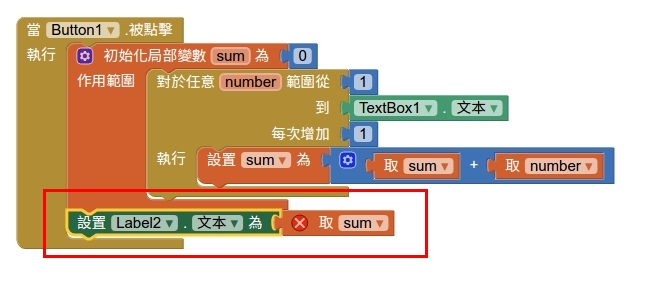 當 Button1 .被點擊
執行 初始化局部變數 sum 為 0
作用範圍 對於任意 number 範圍從 1
到 TextBox1 . 文本
每次增加 1
執行 設置 sum 為 取 sum + 取 number
設置 Label2 . 文本 為 取 sum